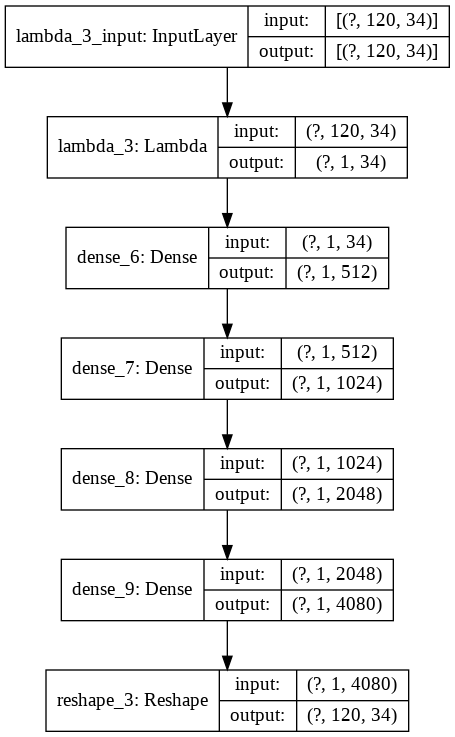 lambda_3_input: InputLayer
input: [(?, 120, 34)]
output: [(?, 120, 34)]
lambda_3: Lambda
input: (?, 120, 34)
output: (?, 1, 34)
dense_6: Dense
input: (?, 1, 34)
output: (?, 1, 512)
dense_7: Dense
input: (?, 1, 512)
output: (?, 1, 1024)
dense_8: Dense
input: (?, 1, 1024)
output: (?, 1, 2048)
dense_9: Dense
input: (?, 1, 2048)
output: (?, 1, 4080)
reshape_3: Reshape
input: (?, 1, 4080)
output: (?, 120, 34)